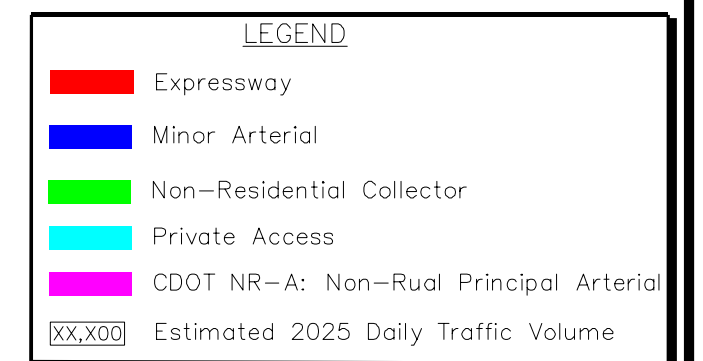 LEGEND
Expressway
Minor Arterial
Non-Residential Collector
Private Access
CDOT NR-A: Non-Rual Principal Arterial
XX,X00 Estimated 2025 Daily Traffic Volume